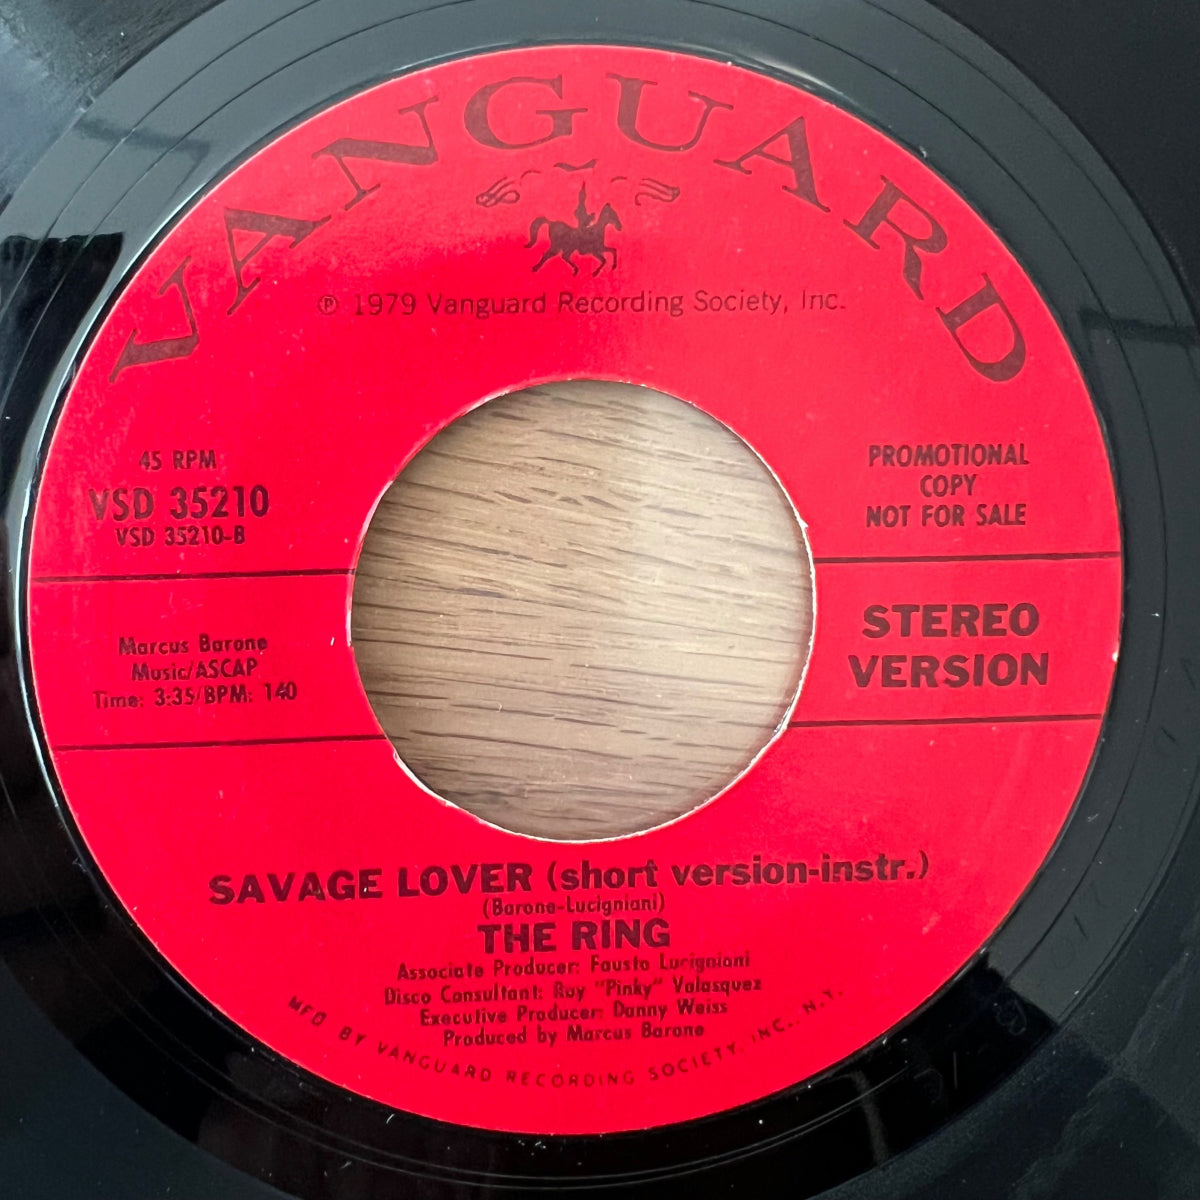 VANGUARD
℗ 1979 Vanguard Recording Society, Inc.
45 RPM
VSD 35210
VSD 35210-B
PROMOTIONAL
COPY
NOT FOR SALE
Marcus Barone
Music/ASCAP
Time: 3:35/BPM: 140
STEREO
VERSION
SAVAGE LOVER (short version-instr.)
(Barone-Lucigniani)
THE RING
Associate Producer: Fausto Lucigniani
Disco Consultant: Roy "Pinky" Valasquez
Executive Producer: Danny Weiss
Produced by Marcus Barone
MFD BY VANGUARD RECORDING SOCIETY, INC., N.Y.